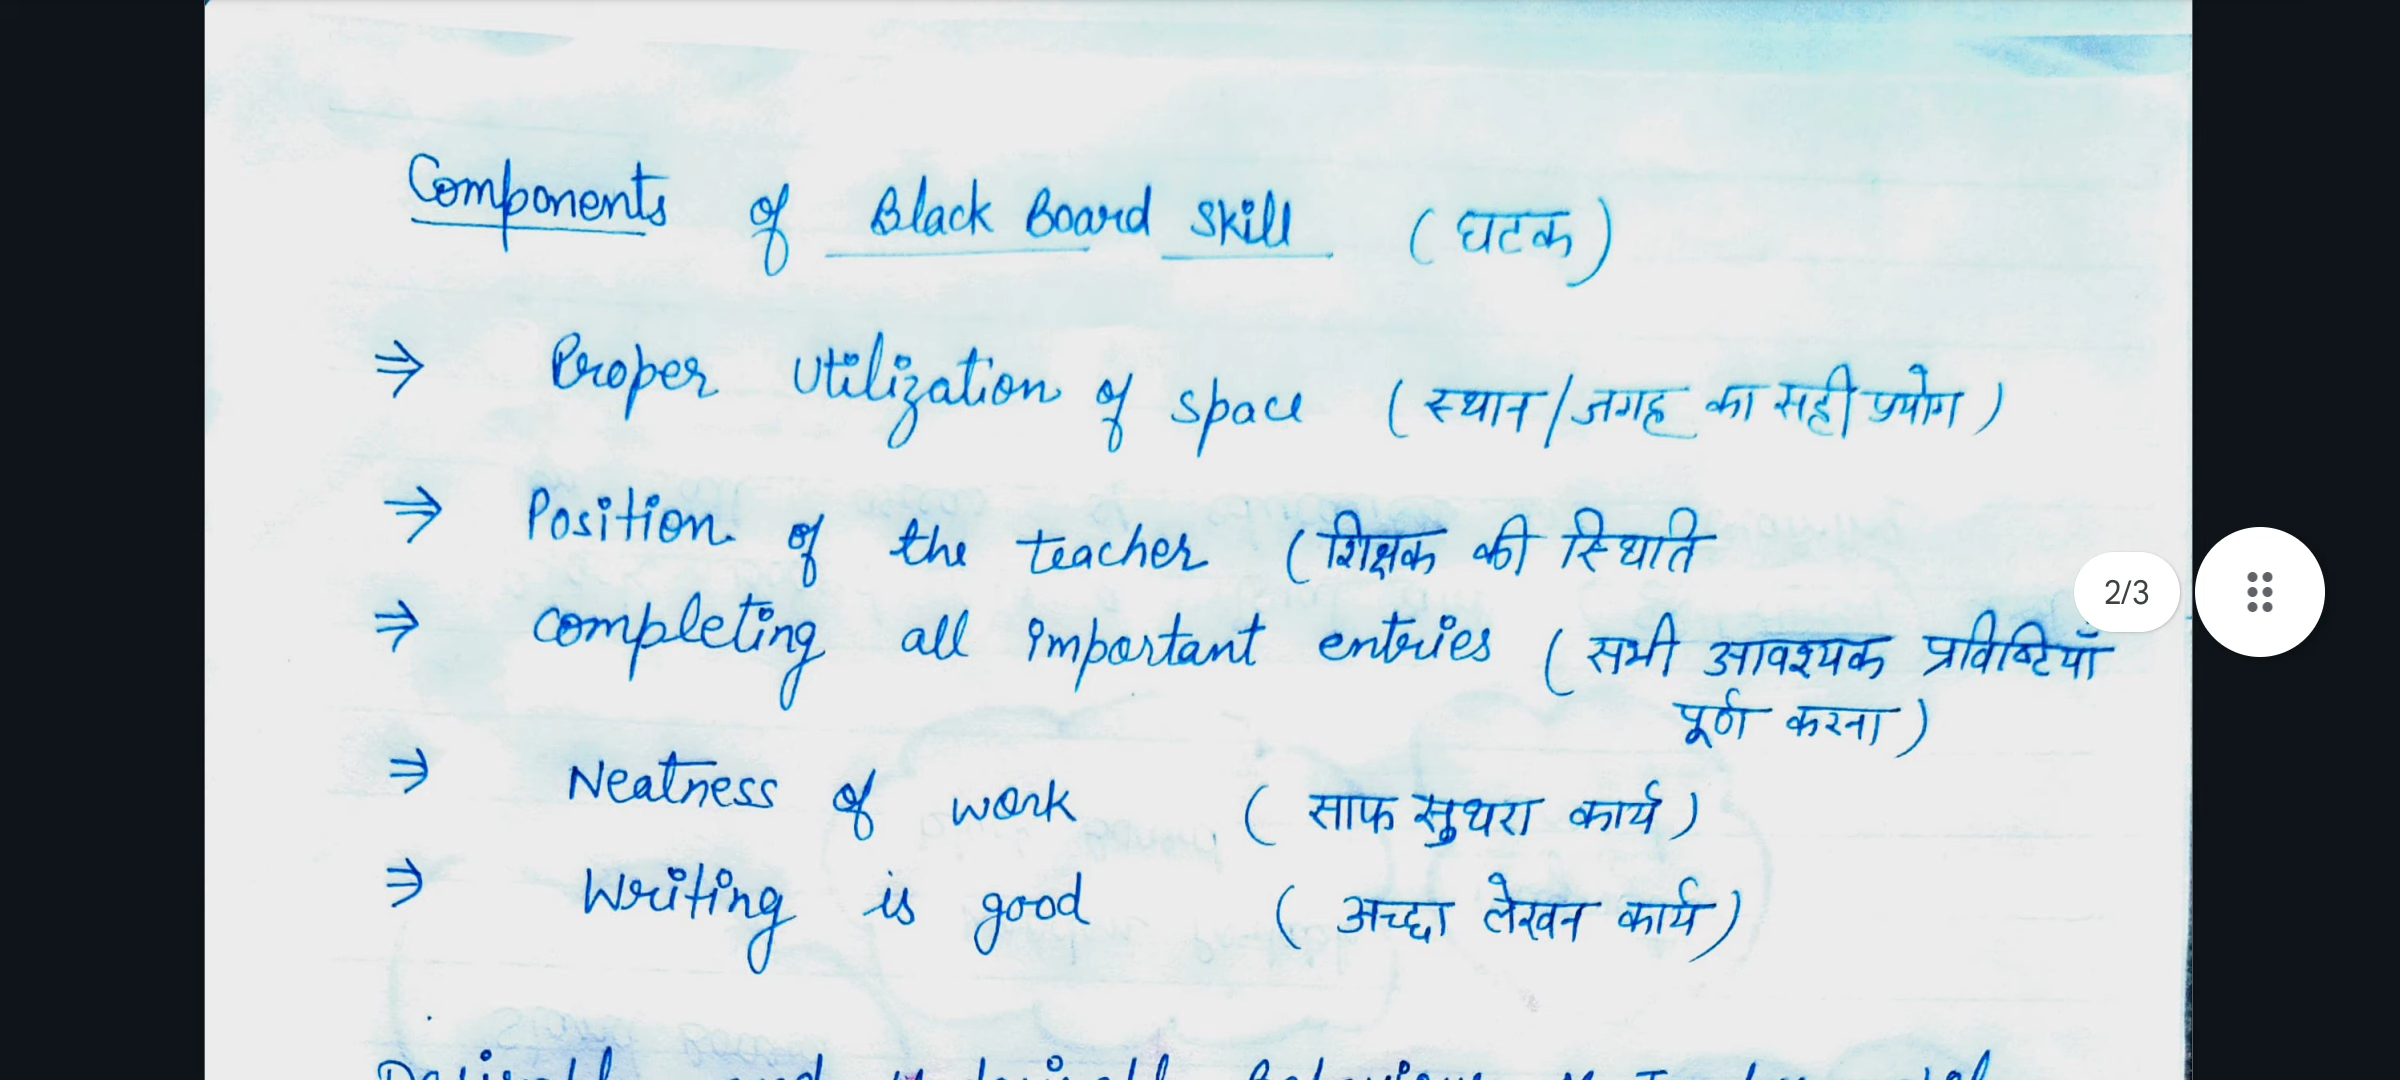 Components of Black Board Skill (घटक)
⇒ Proper utilization of space (स्थान/जगह का सही प्रयोग)
⇒ Position of the teacher (शिक्षक की स्थिति
⇒ Completing all important entries (सभी आवश्यक प्रविष्टियाँ
पूर्ण करना)
2/3
⇒ Neatness of work (साफ सुथरा कार्य)
⇒ Writing is good (अच्छा लेखन कार्य)